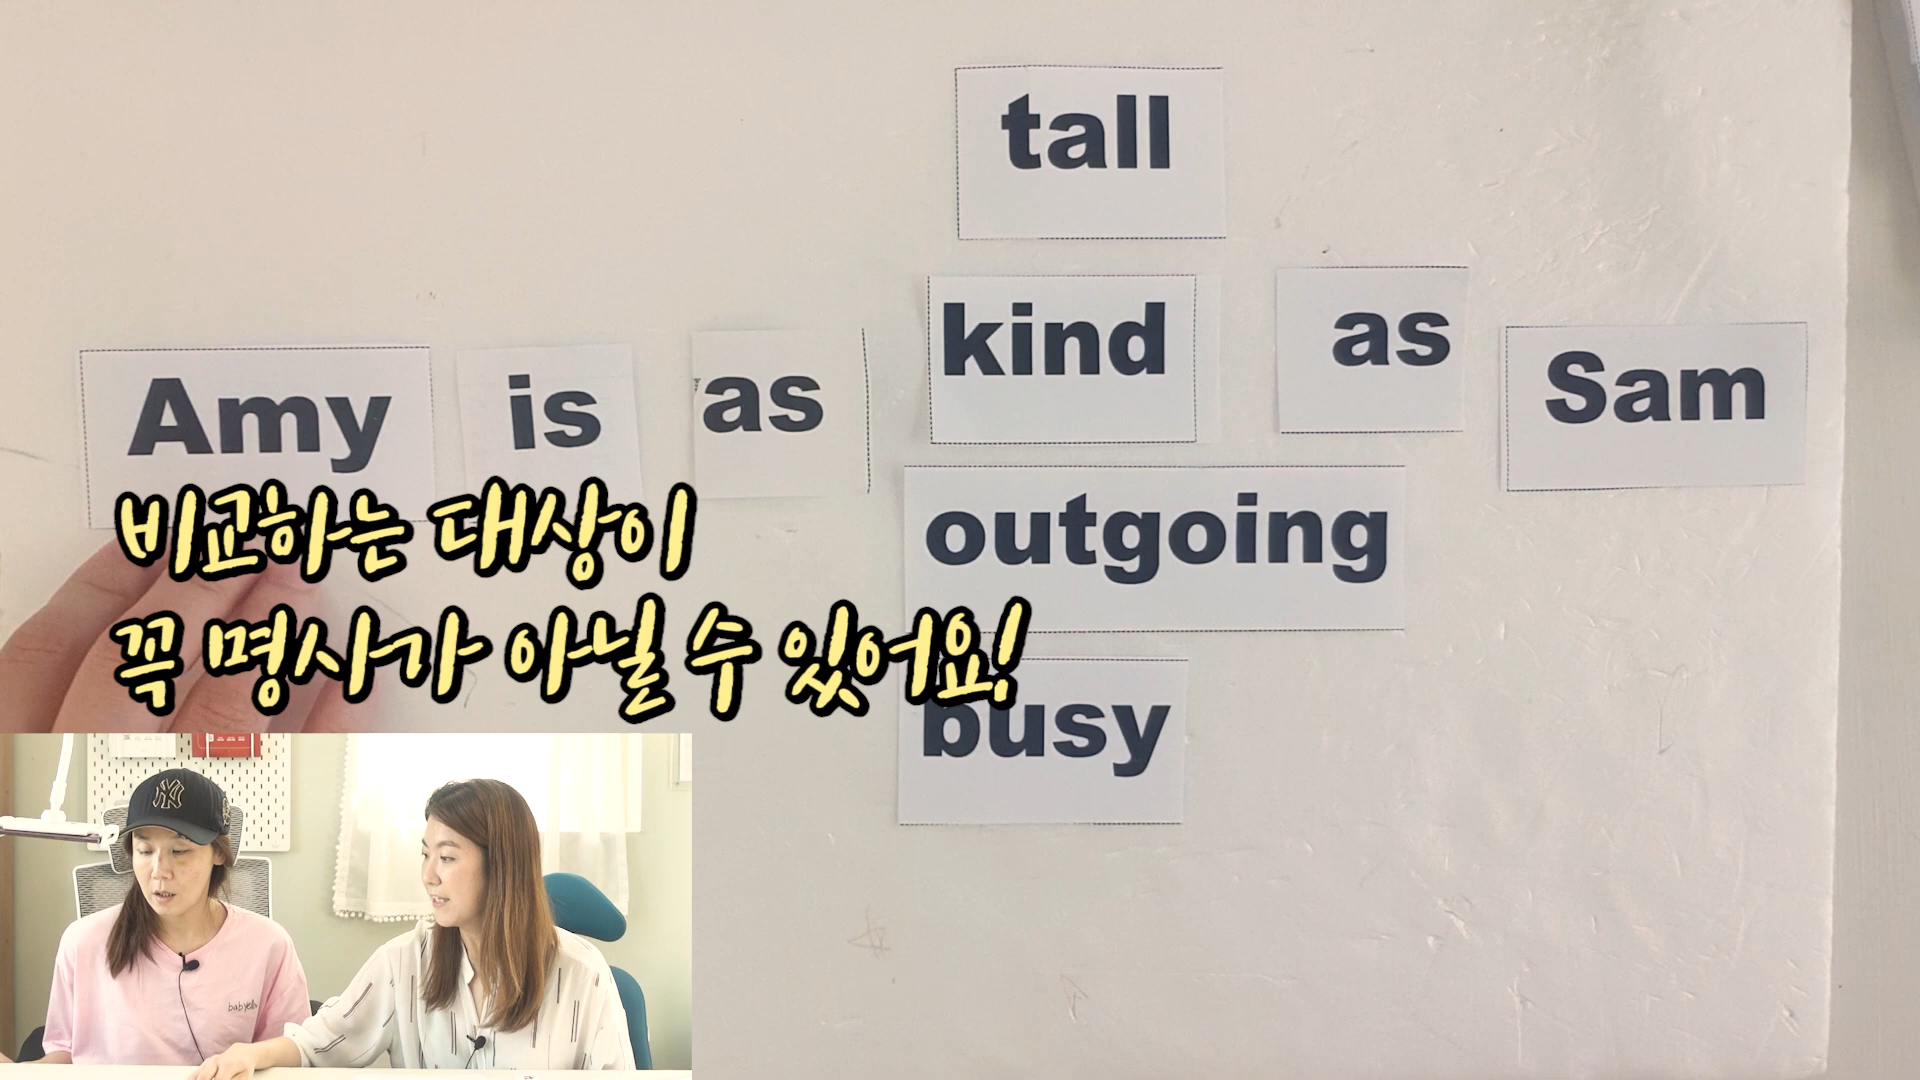 tall
Amy is as kind as Sam
outgoing
busy
비교하는 대상이
꼭 명사가 아닐 수 있어요!
NY